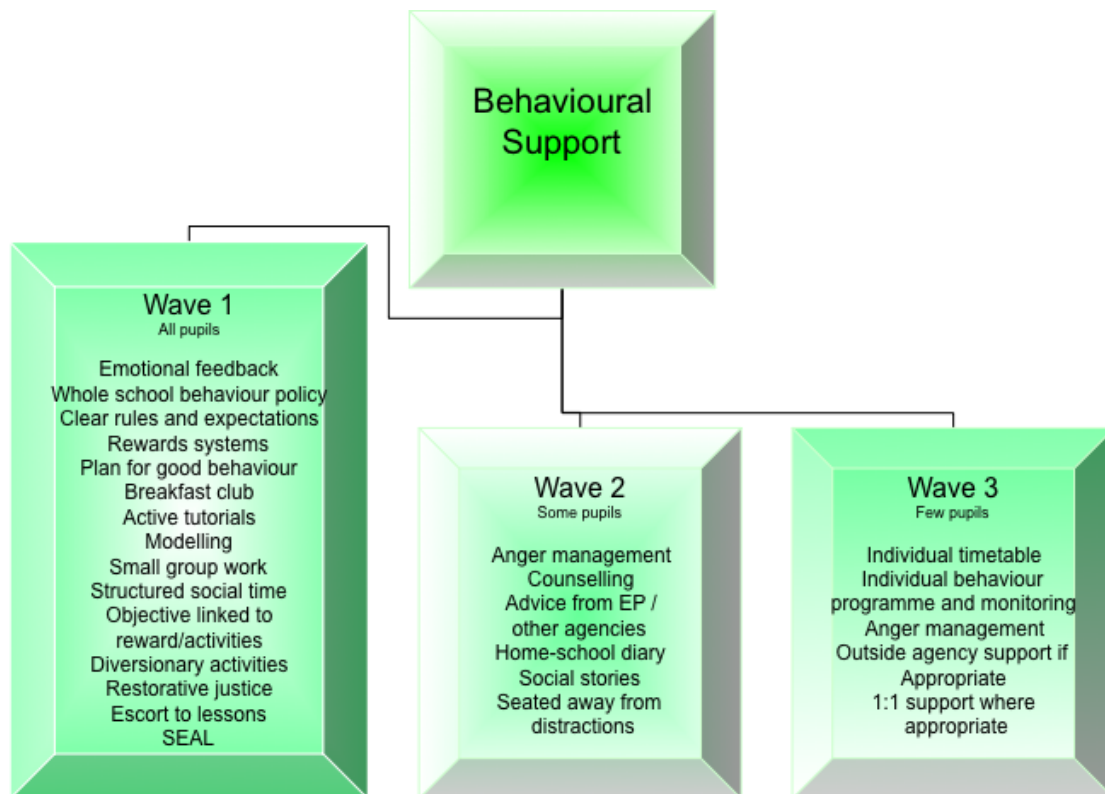 Behavioural
Support
Wave 1
All pupils
Emotional feedback
Whole school behaviour policy
Clear rules and expectations
Rewards systems
Plan for good behaviour
Breakfast club
Active tutorials
Modelling
Small group work
Structured social time
Objective linked to
reward/activities
Diversionary activities
Restorative justice
Escort to lessons
SEAL
Wave 2
Some pupils
Anger management
Counselling
Advice from EP /
other agencies
Home-school diary
Social stories
Seated away from
distractions
Wave 3
Few pupils
Individual timetable
Individual behaviour
programme and monitoring
Anger management
Outside agency support if
Appropriate
1:1 support where
appropriate